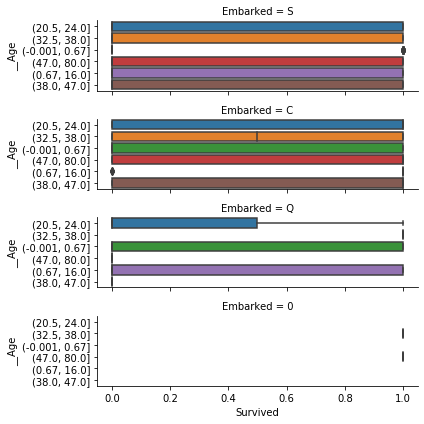 Embarked = S
(20.5, 24.0]
(32.5, 38.0]
(-0.001, 0.67]
(47.0, 80.0]
(0.67, 16.0]
(38.0, 47.0]
__Age
Embarked = C
(20.5, 24.0]
(32.5, 38.0]
(-0.001, 0.67]
(47.0, 80.0]
(0.67, 16.0]
(38.0, 47.0]
__Age
Embarked = Q
(20.5, 24.0]
(32.5, 38.0]
(-0.001, 0.67]
(47.0, 80.0]
(0.67, 16.0]
(38.0, 47.0]
__Age
Embarked = 0
(20.5, 24.0]
(32.5, 38.0]
(-0.001, 0.67]
(47.0, 80.0]
(0.67, 16.0]
(38.0, 47.0]
__Age
0.0 0.2 0.4 0.6 0.8 1.0
Survived